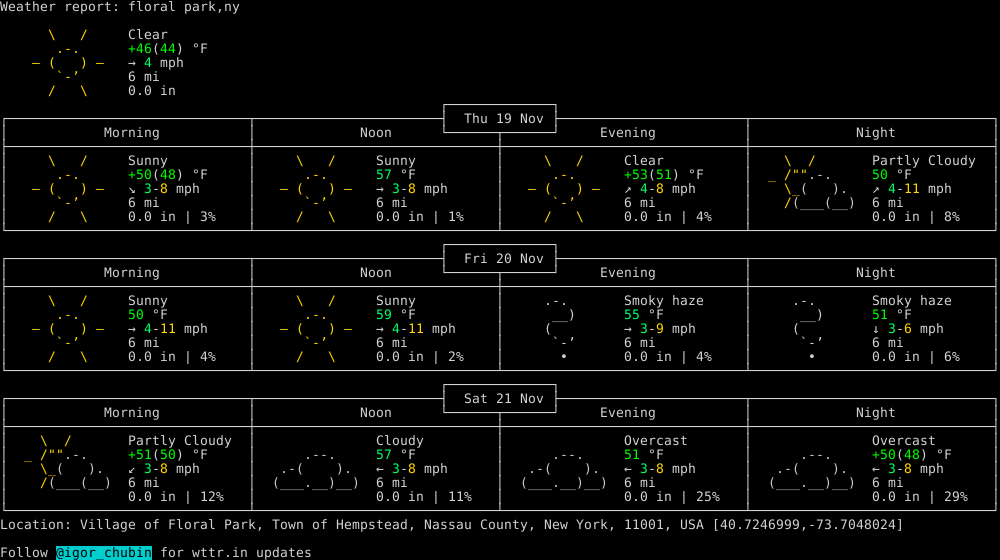 Weather report: floral park,ny
Clear
+46(44) °F
→ 4 mph
6 mi
0.0 in
Thu 19 Nov
Morning Noon Evening Night
Sunny Sunny Clear Partly Cloudy
+50(48) °F 57 °F +53(51) °F 50 °F
↘ 3-8 mph → 3-8 mph ↗ 4-8 mph ↗ 4-11 mph
6 mi 6 mi 6 mi 6 mi
0.0 in | 3% 0.0 in | 1% 0.0 in | 4% 0.0 in | 8%
Fri 20 Nov
Morning Noon Evening Night
Sunny Sunny Smoky haze Smoky haze
50 °F 59 °F 55 °F 51 °F
→ 4-11 mph → 4-11 mph → 3-9 mph ↓ 3-6 mph
6 mi 6 mi 6 mi 6 mi
0.0 in | 4% 0.0 in | 2% 0.0 in | 4% 0.0 in | 6%
Sat 21 Nov
Morning Noon Evening Night
Partly Cloudy Cloudy Overcast Overcast
+51(50) °F 57 °F 51 °F +50(48) °F
↙ 3-8 mph ← 3-8 mph ← 3-8 mph ← 3-8 mph
6 mi 6 mi 6 mi 6 mi
0.0 in | 12% 0.0 in | 11% 0.0 in | 25% 0.0 in | 29%
Location: Village of Floral Park, Town of Hempstead, Nassau County, New York, 11001, USA [40.7246999,-73.7048024]
Follow @igor_chubin for wttr.in updates